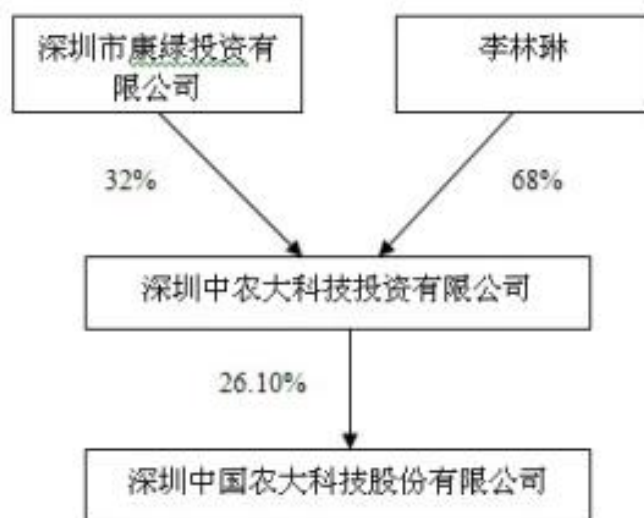 深圳市康绿投资有
限公司
李林琳
32%
68%
深圳中农大科技投资有限公司
26.10%
深圳中国农大科技股份有限公司